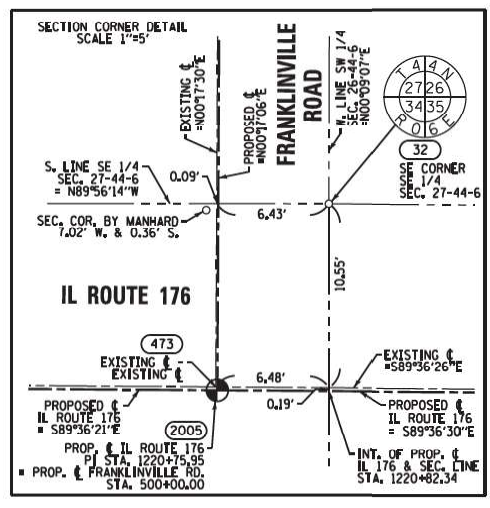 SECTION CORNER DETAIL
SCALE 1"=5'
EXISTING ℄
=N00°17'30"E
PROPOSED ℄
=N00°17'06"E
FRANKLINVILLE
ROAD
W. LINE SW 1/4
SEC. 26-44-6
=N00°09'07"E
T 4 4 N
27 26
34 35
R 0 6 E
32
SE CORNER
SE 1/4
SEC. 27-44-6
S. LINE SE 1/4
SEC. 27-44-6
= N89°56'14"W
0.09'
SEC. COR. BY MANHARD
7.02' W. & 0.36' S.
6.43'
10.55'
IL ROUTE 176
473
EXISTING ℄
EXISTING ℄
6.48'
0.19'
EXISTING ℄
=S89°36'26"E
PROPOSED ℄
IL ROUTE 176
= S89°36'21"E
PROPOSED ℄
IL ROUTE 176
= S89°36'30"E
2005
PROP. ℄ IL ROUTE 176
PI STA. 1220+75.95
= PROP. ℄ FRANKLINVILLE RD.
STA. 500+00.00
INT. OF PROP. ℄
IL 176 & SEC. LINE
STA. 1220+82.34